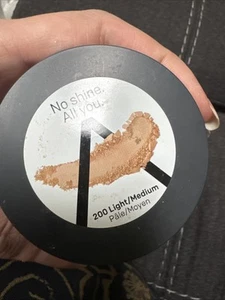 No shine.
All you.
200 Light/Medium
Pâle/Moyen